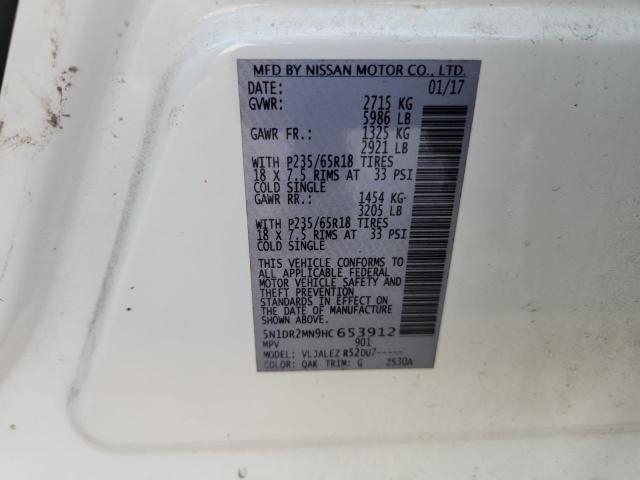 MFD BY NISSAN MOTOR CO., LTD.
DATE: 01/17
GVWR: 2715 KG
5986 LB
GAWR FR.: 1325 KG
2921 LB
WITH P235/65R18 TIRES
18 X 7.5 RIMS AT 33 PSI
COLD SINGLE
GAWR RR.: 1454 KG
3205 LB
WITH P235/65R18 TIRES
18 X 7.5 RIMS AT 33 PSI
COLD SINGLE
THIS VEHICLE CONFORMS TO
ALL APPLICABLE FEDERAL
MOTOR VEHICLE SAFETY AND
THEFT PREVENTION
STANDARDS IN EFFECT ON
THE DATE OF MANUFACTURE
SHOWN ABOVE.
5N1DR2MN9HC653912
MPV 901
MODEL: VLJALEZ R52DU7-----
COLOR: QAK TRIM: G 2S30A